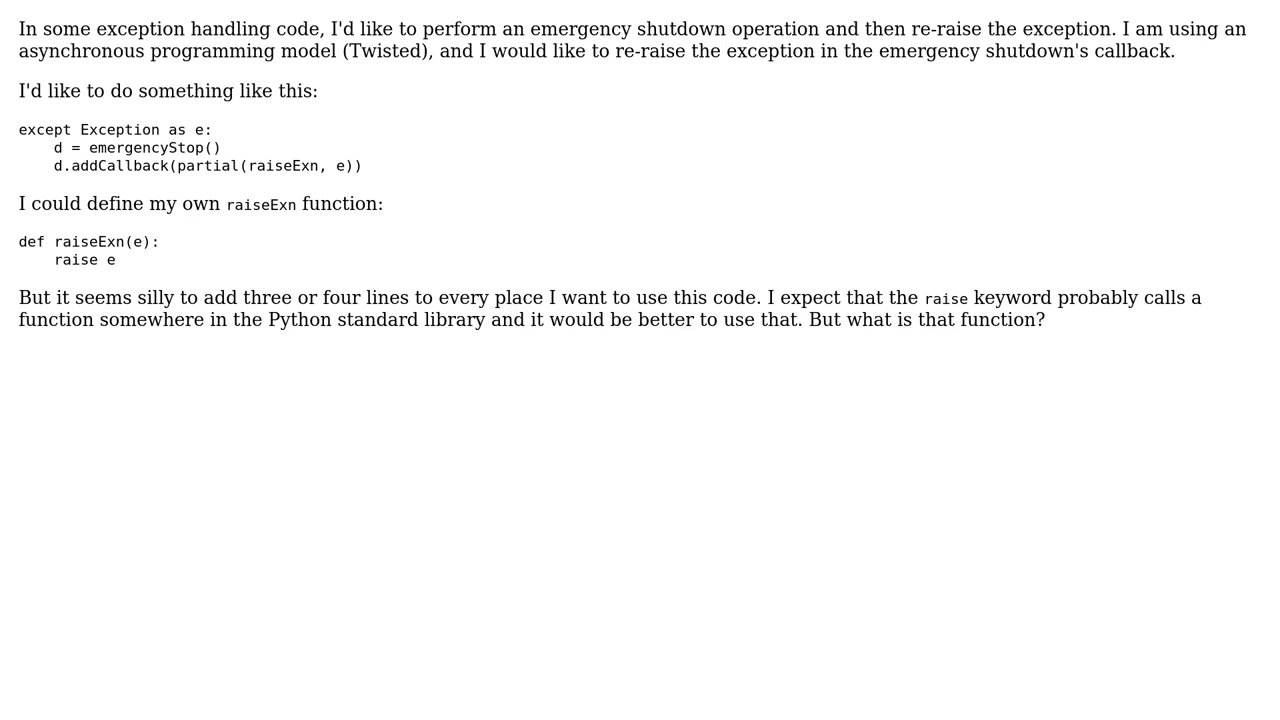 In some exception handling code, I'd like to perform an emergency shutdown operation and then re-raise the exception. I am using an
asynchronous programming model (Twisted), and I would like to re-raise the exception in the emergency shutdown's callback.
I'd like to do something like this:
except Exception as e:
    d = emergencyStop()
    d.addCallback(partial(raiseExn, e))
I could define my own raiseExn function:
def raiseExn(e):
    raise e
But it seems silly to add three or four lines to every place I want to use this code. I expect that the raise keyword probably calls a
function somewhere in the Python standard library and it would be better to use that. But what is that function?